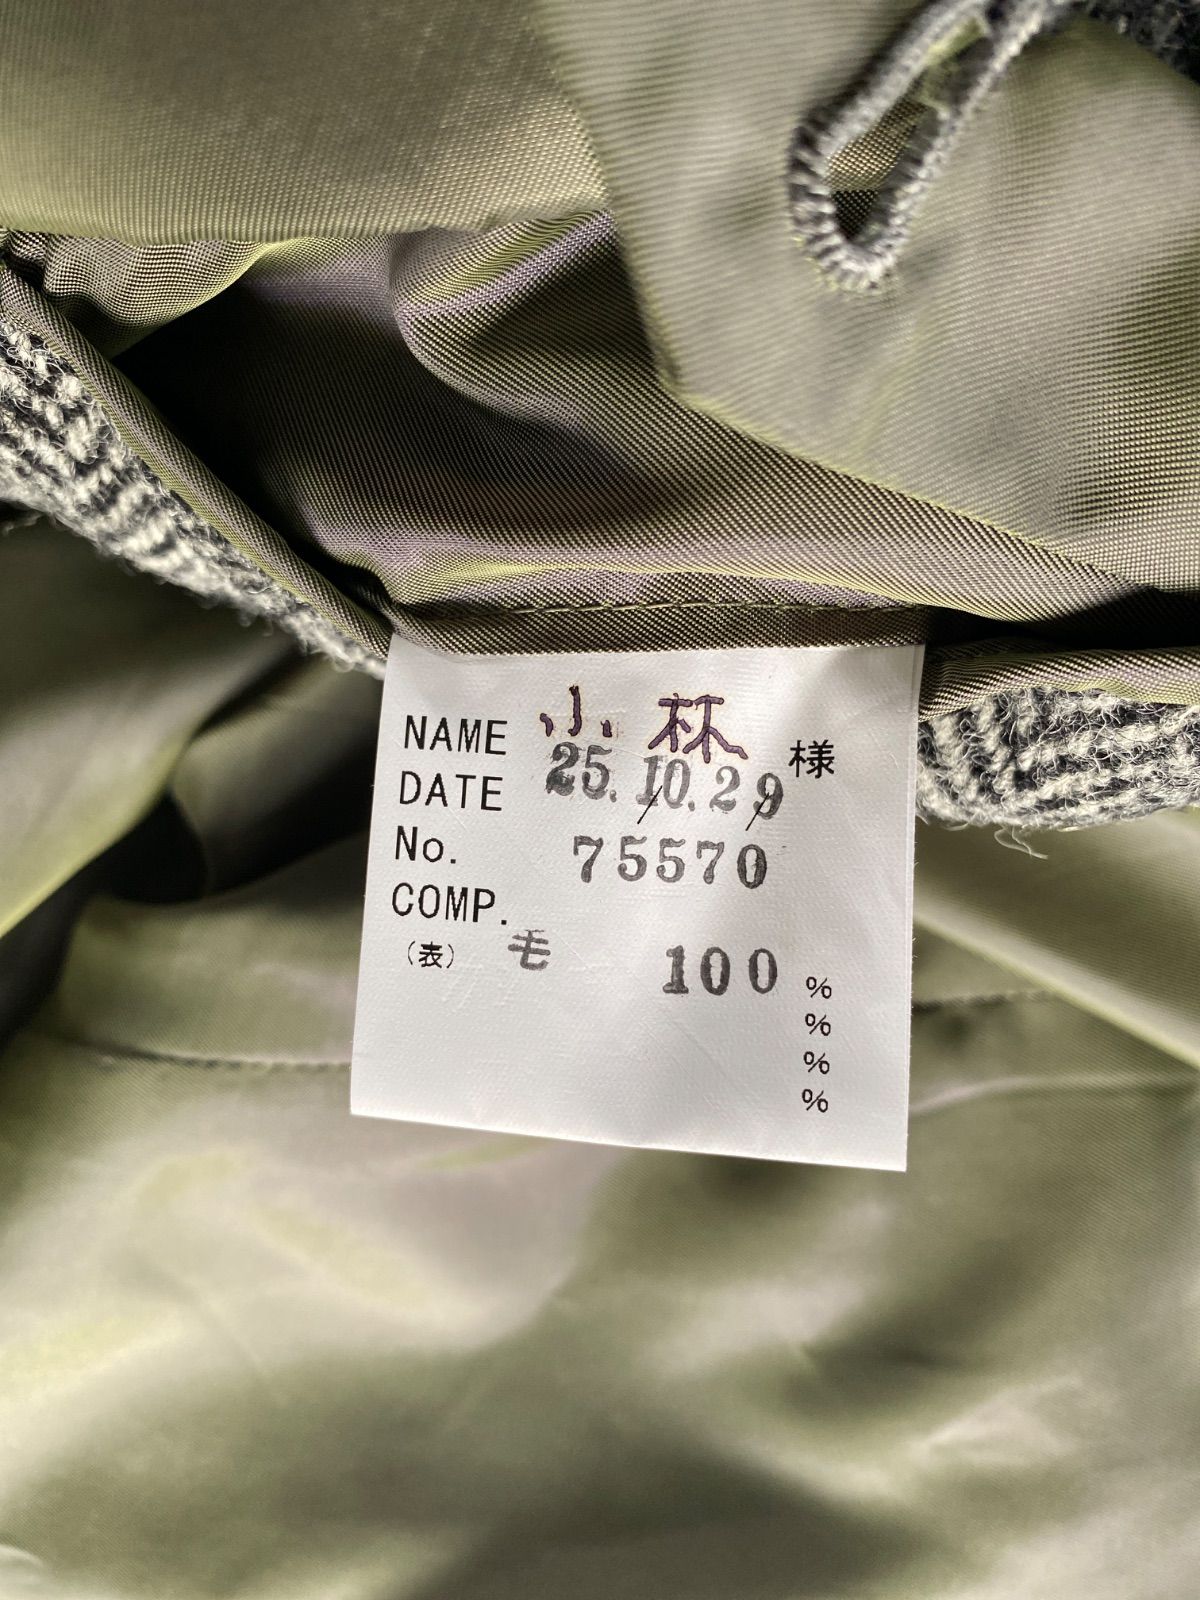 NAME 小林 様
DATE 25.10.29
No. 75570
COMP.
(表) 毛 100 %
%
%
%